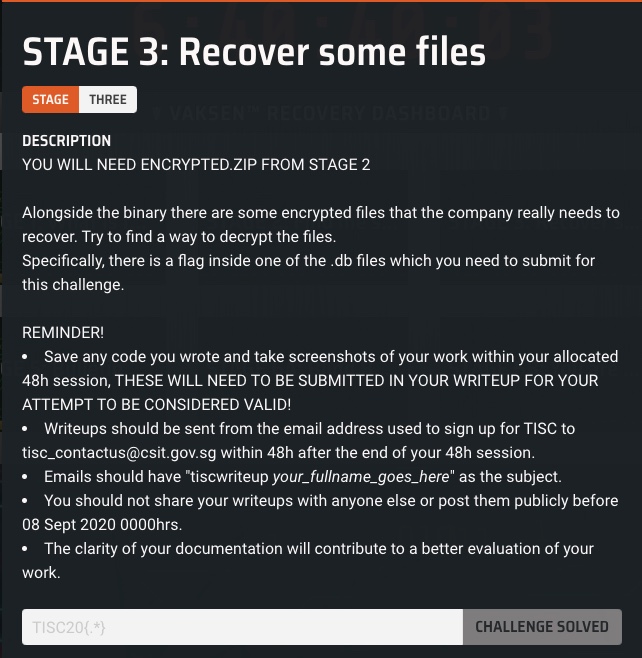 STAGE 3: Recover some files
STAGE THREE
VAKSEN™ RECOVERY DASHBOARD
DESCRIPTION
YOU WILL NEED ENCRYPTED.ZIP FROM STAGE 2
Alongside the binary there are some encrypted files that the company really needs to
recover. Try to find a way to decrypt the files.
Specifically, there is a flag inside one of the .db files which you need to submit for
this challenge.
REMINDER!
• Save any code you wrote and take screenshots of your work within your allocated
48h session, THESE WILL NEED TO BE SUBMITTED IN YOUR WRITEUP FOR YOUR
ATTEMPT TO BE CONSIDERED VALID!
• Writeups should be sent from the email address used to sign up for TISC to
tisc_contactus@csit.gov.sg within 48h after the end of your 48h session.
• Emails should have "tiscwriteup your_fullname_goes_here" as the subject.
• You should not share your writeups with anyone else or post them publicly before
08 Sept 2020 0000hrs.
• The clarity of your documentation will contribute to a better evaluation of your
work.
TISC20{.*} CHALLENGE SOLVED